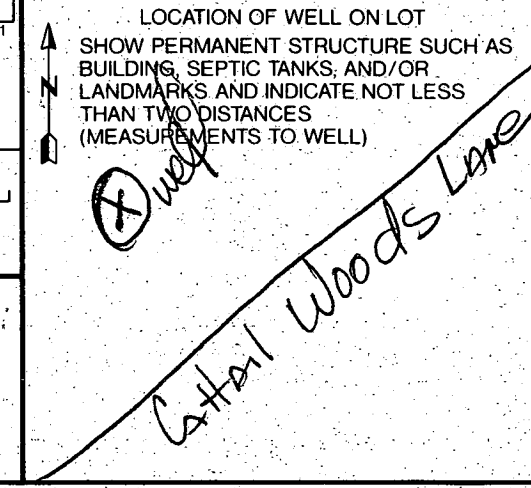 LOCATION OF WELL ON LOT
SHOW PERMANENT STRUCTURE SUCH AS
BUILDING, SEPTIC TANKS, AND/OR
LANDMARKS AND INDICATE NOT LESS
THAN TWO DISTANCES
(MEASUREMENTS TO WELL)
N
X well
Cattail Woods Lane